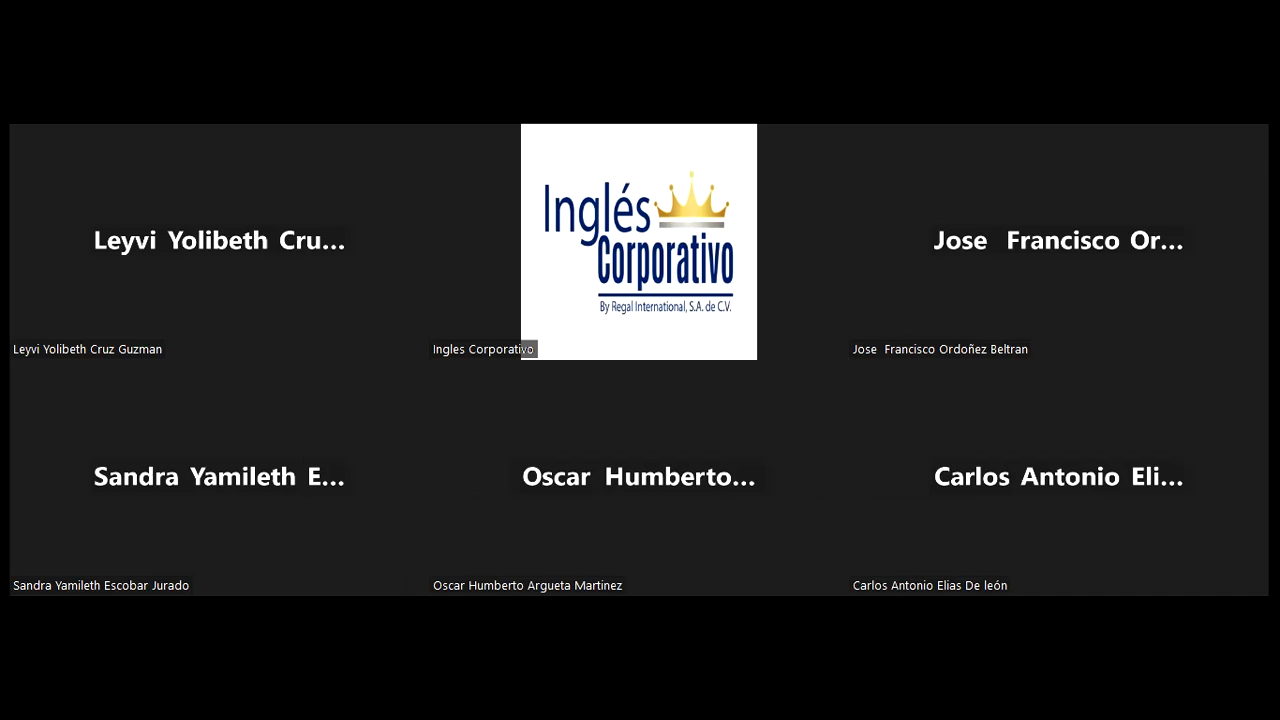 Leyvi Yolibeth Cru...
Leyvi Yolibeth Cruz Guzman
Inglés
Corporativo
By Regal International, S.A. de C.V.
Ingles Corporativo
Jose Francisco Or...
Jose Francisco Ordoñez Beltran
Sandra Yamileth E...
Sandra Yamileth Escobar Jurado
Oscar Humberto...
Oscar Humberto Argueta Martinez
Carlos Antonio Eli...
Carlos Antonio Elias De león